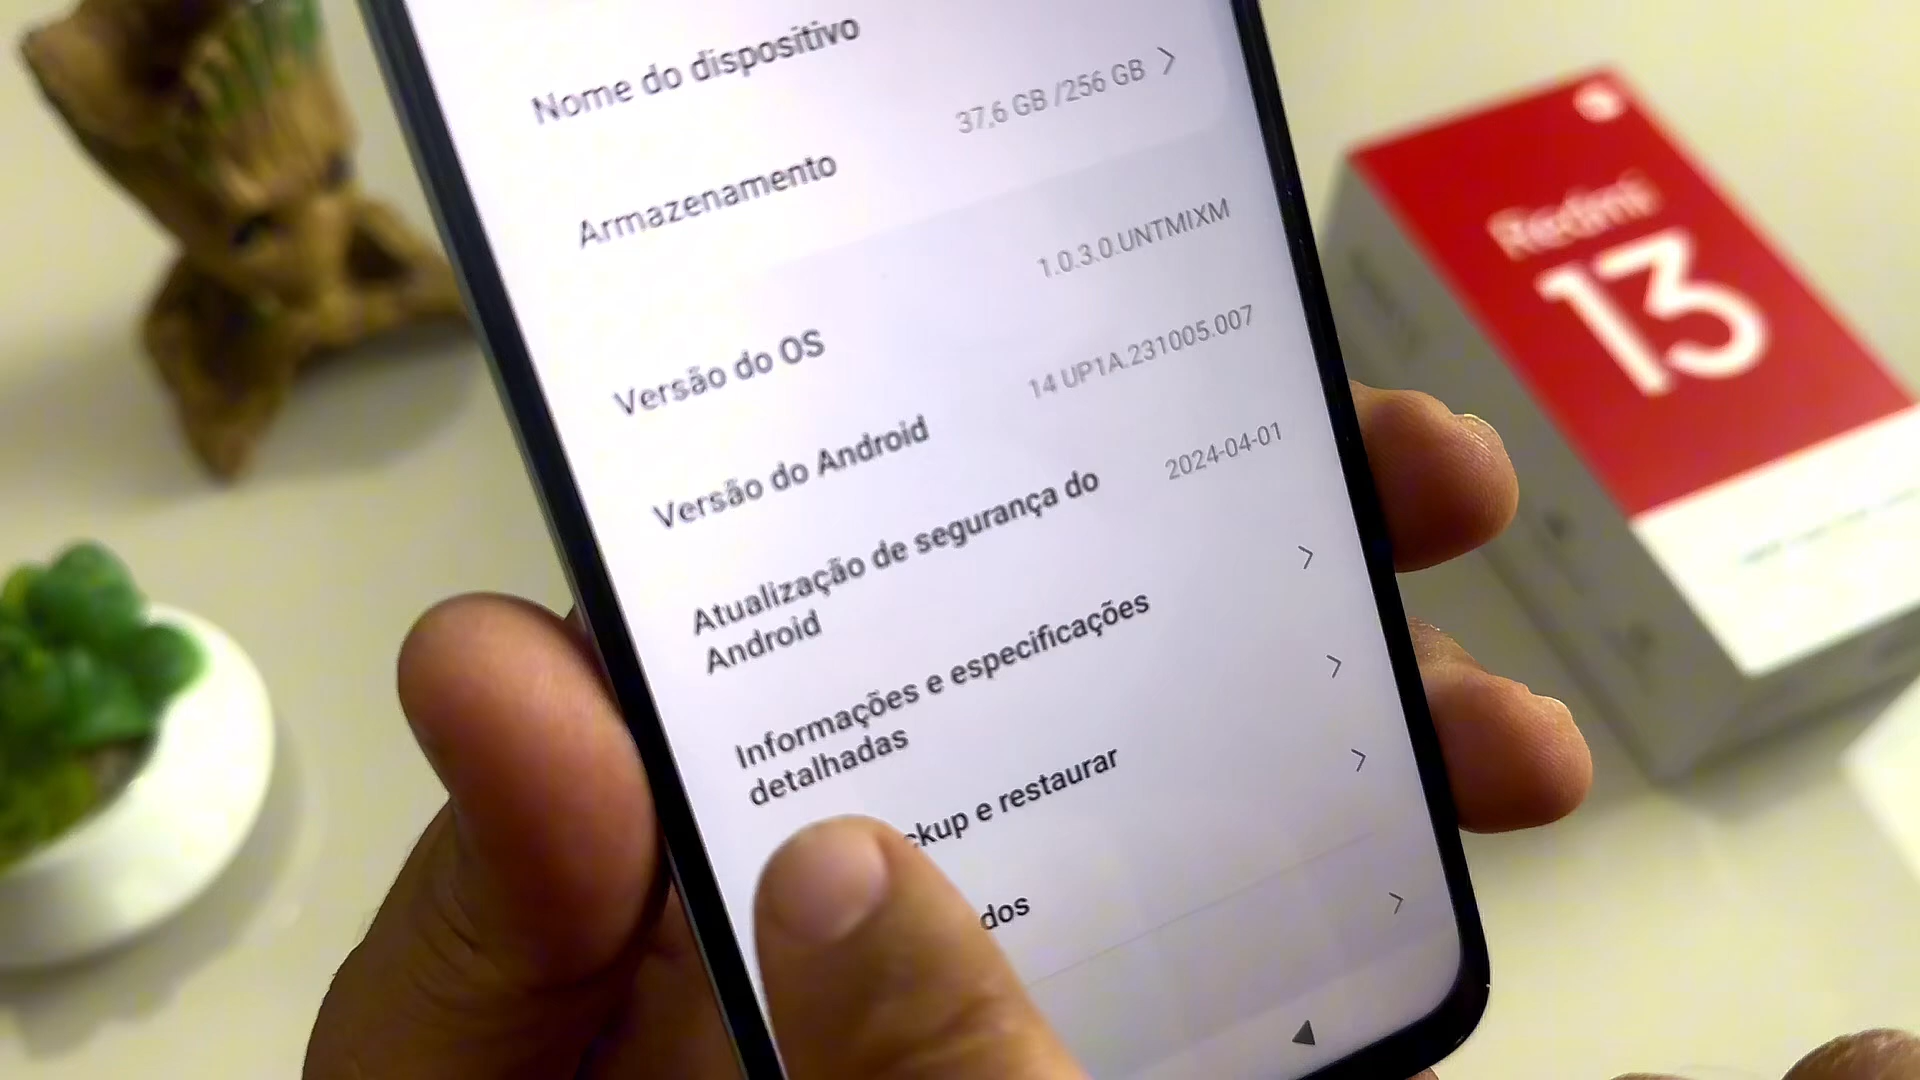 Nome do dispositivo
Armazenamento
37,6 GB /256 GB
Versão do OS
1.0.3.0.UNTMIXM
Versão do Android
14 UP1A.231005.007
Atualização de segurança do
Android
2024-04-01
Informações e especificações
detalhadas
ckup e restaurar
dos
Redmi
13